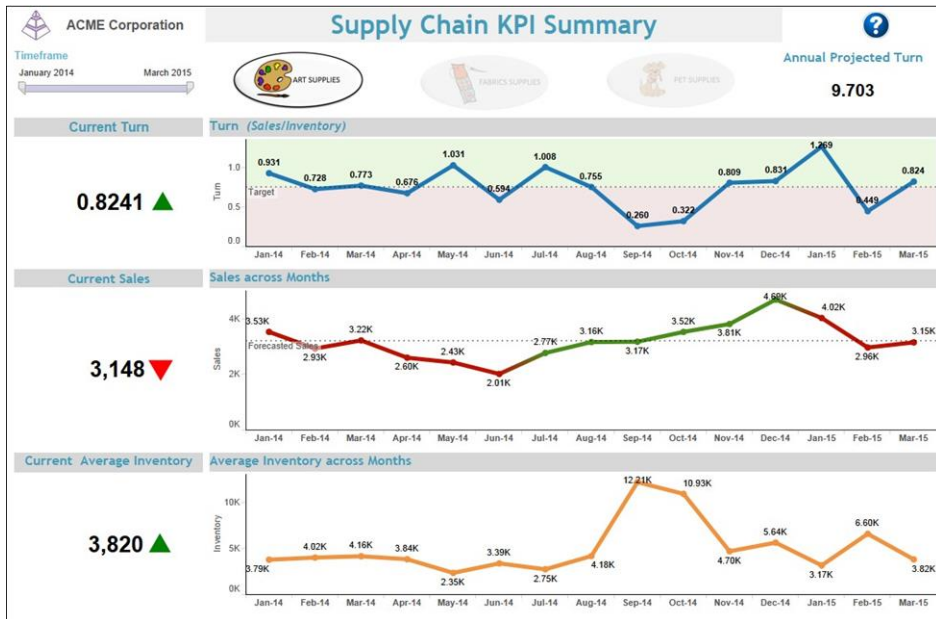 ACME Corporation
Supply Chain KPI Summary
?
Timeframe
January 2014 March 2015
ART SUPPLIES
FABRICS SUPPLIES
PET SUPPLIES
Annual Projected Turn
9.703
Current Turn
0.8241
Turn (Sales/Inventory)
Turn
1.0
0.5
0.0
Target
0.931 0.728 0.773 0.676 1.031 0.594 1.008 0.755 0.260 0.322 0.809 0.831 1.269 0.449 0.824
Jan-14 Feb-14 Mar-14 Apr-14 May-14 Jun-14 Jul-14 Aug-14 Sep-14 Oct-14 Nov-14 Dec-14 Jan-15 Feb-15 Mar-15
Current Sales
3,148
Sales across Months
Sales
4K
2K
0K
Forecasted Sales
3.53K 2.93K 3.22K 2.60K 2.43K 2.01K 2.77K 3.16K 3.17K 3.52K 3.81K 4.69K 4.02K 2.96K 3.15K
Jan-14 Feb-14 Mar-14 Apr-14 May-14 Jun-14 Jul-14 Aug-14 Sep-14 Oct-14 Nov-14 Dec-14 Jan-15 Feb-15 Mar-15
Current Average Inventory
3,820
Average Inventory across Months
Inventory
10K
5K
0K
3.79K 4.02K 4.16K 3.84K 2.35K 3.39K 2.75K 4.18K 12.21K 10.93K 4.70K 5.64K 3.17K 6.60K 3.82K
Jan-14 Feb-14 Mar-14 Apr-14 May-14 Jun-14 Jul-14 Aug-14 Sep-14 Oct-14 Nov-14 Dec-14 Jan-15 Feb-15 Mar-15